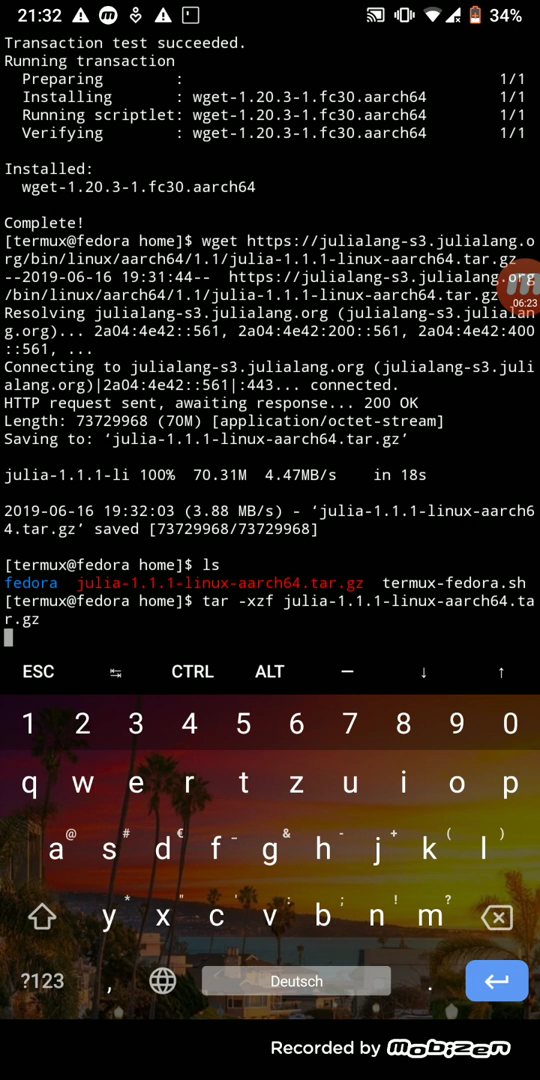 21:32 34%
Transaction test succeeded.
Running transaction
Preparing : 1/1
Installing : wget-1.20.3-1.fc30.aarch64 1/1
Running scriptlet: wget-1.20.3-1.fc30.aarch64 1/1
Verifying : wget-1.20.3-1.fc30.aarch64 1/1
Installed:
wget-1.20.3-1.fc30.aarch64
Complete!
[termux@fedora home]$ wget https://julialang-s3.julialang.o
rg/bin/linux/aarch64/1.1/julia-1.1.1-linux-aarch64.tar.gz
--2019-06-16 19:31:44-- https://julialang-s3.julialang.org
/bin/linux/aarch64/1.1/julia-1.1.1-linux-aarch64.tar.gz
06:23
Resolving julialang-s3.julialang.org (julialang-s3.julialan
g.org)... 2a04:4e42::561, 2a04:4e42:200::561, 2a04:4e42:400
::561, ...
Connecting to julialang-s3.julialang.org (julialang-s3.juli
alang.org)|2a04:4e42::561|:443... connected.
HTTP request sent, awaiting response... 200 OK
Length: 73729968 (70M) [application/octet-stream]
Saving to: ‘julia-1.1.1-linux-aarch64.tar.gz’
julia-1.1.1-li 100% 70.31M 4.47MB/s in 18s
2019-06-16 19:32:03 (3.88 MB/s) - ‘julia-1.1.1-linux-aarch6
4.tar.gz’ saved [73729968/73729968]
[termux@fedora home]$ ls
fedora julia-1.1.1-linux-aarch64.tar.gz termux-fedora.sh
[termux@fedora home]$ tar -xzf julia-1.1.1-linux-aarch64.ta
r.gz
ESC ↹ CTRL ALT — ↓ ↑
1 2 3 4 5 6 7 8 9 0
q w e r t z u i o p
@ # € _ & - + ( )
a s d f g h j k l
* " ' : ; ! ?
y x c v b n m
?123 , Deutsch .
Recorded by Mobizen